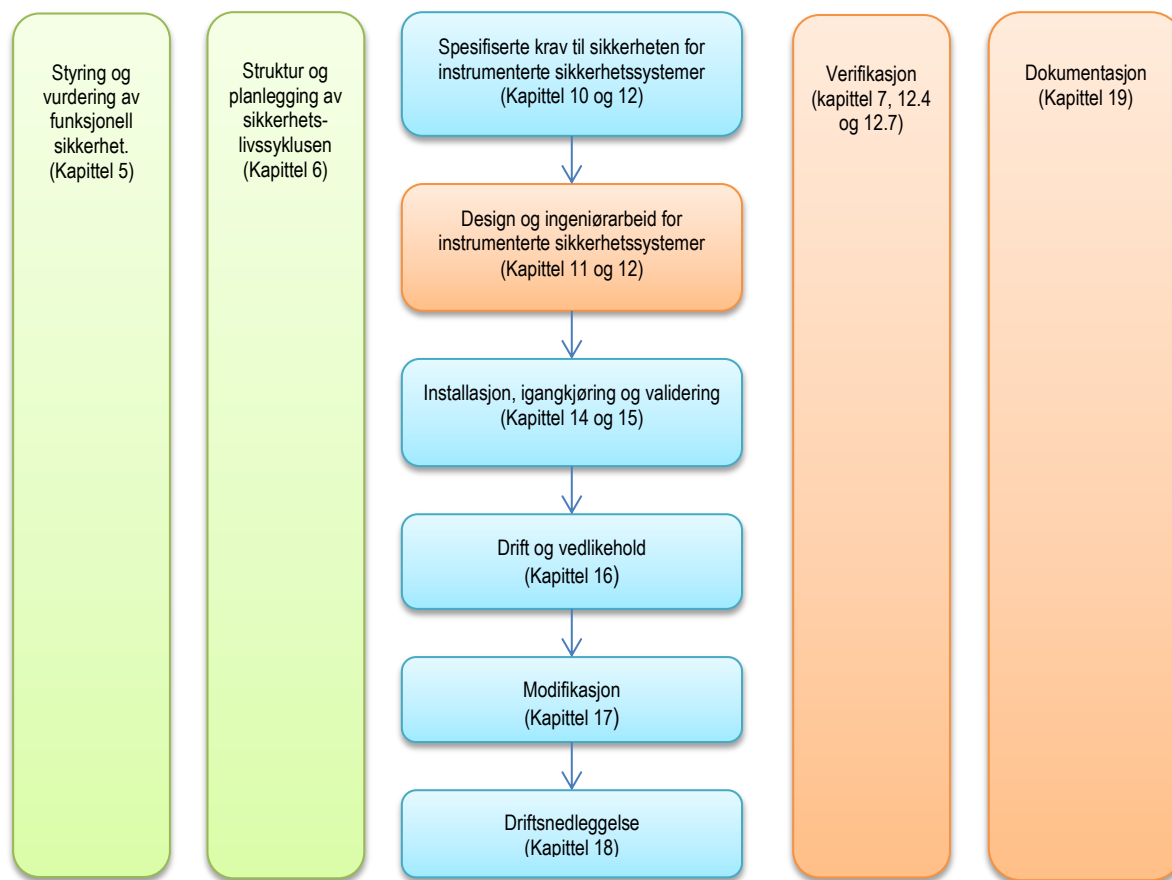 Styring og
vurdering av
funksjonell
sikkerhet.
(Kapittel 5)
Struktur og
planlegging av
sikkerhets-
livssyklusen
(Kapittel 6)
Spesifiserte krav til sikkerheten for
instrumenterte sikkerhetssystemer
(Kapittel 10 og 12)
Design og ingeniørarbeid for
instrumenterte sikkerhetssystemer
(Kapittel 11 og 12)
Installasjon, igangkjøring og validering
(Kapittel 14 og 15)
Drift og vedlikehold
(Kapittel 16)
Modifikasjon
(Kapittel 17)
Driftsnedleggelse
(Kapittel 18)
Verifikasjon
(kapittel 7, 12.4
og 12.7)
Dokumentasjon
(Kapittel 19)